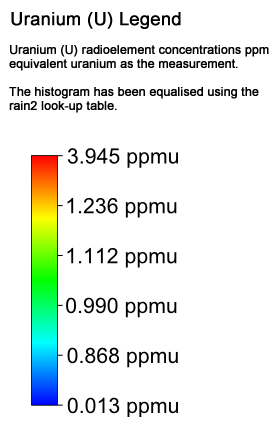 Uranium (U) Legend
Uranium (U) radioelement concentrations ppm
equivalent uranium as the measurement.
The histogram has been equalised using the
rain2 look-up table.
3.945 ppmu
1.236 ppmu
1.112 ppmu
0.990 ppmu
0.868 ppmu
0.013 ppmu